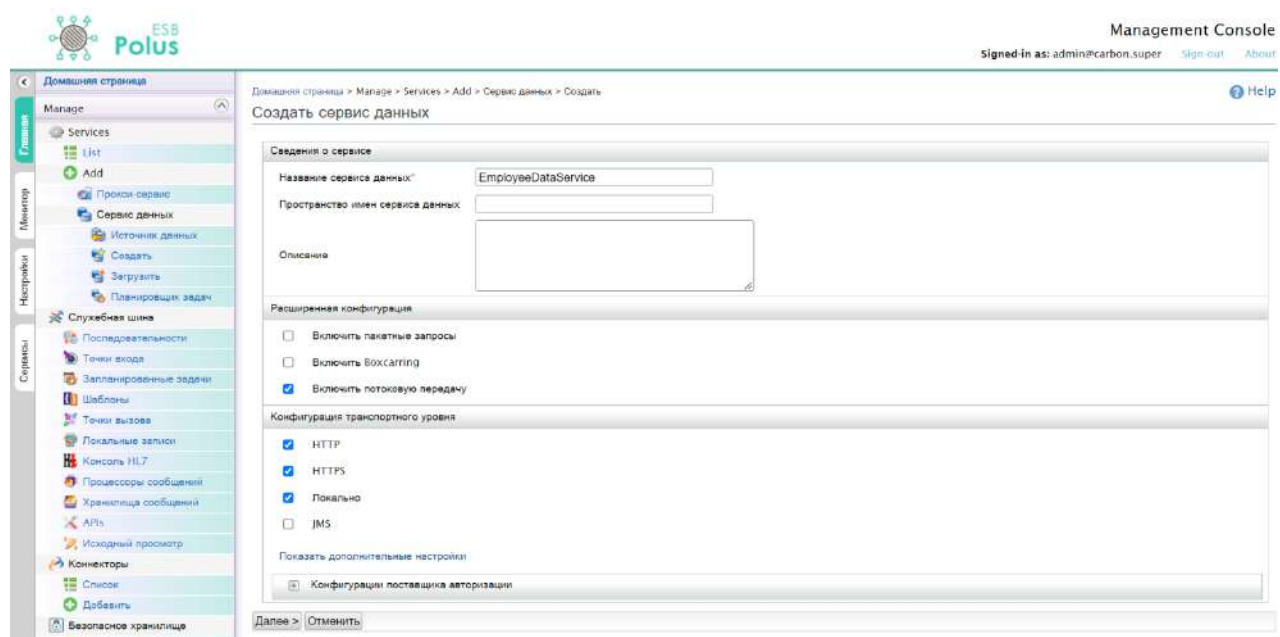 ESB
Polus
Management Console
Signed-in as: admin@carbon.super Sign-out About
Домашняя страница
Manage
Services
List
Add
Прокси-сервис
Сервис данных
Источник данных
Создать
Загрузить
Планировщик задач
Служебная шина
Последовательности
Точки входа
Запланированные задачи
Шаблоны
Точки вызова
Локальные записи
Консоль HL7
Процессоры сообщений
Хранилища сообщений
APIs
Исходный просмотр
Коннекторы
Список
Добавить
Безопасное хранилище
Главная
Монитор
Настройки
Сервисы
Домашняя страница > Manage > Services > Add > Сервис данных > Создать
Help
Создать сервис данных
Сведения о сервисе
Название сервиса данных* EmployeeDataService
Пространство имен сервиса данных
Описание
Расширенная конфигурация
Включить пакетные запросы
Включить Boxcarring
Включить потоковую передачу
Конфигурация транспортного уровня
HTTP
HTTPS
Локально
JMS
Показать дополнительные настройки
Конфигурации поставщика авторизации
Далее > Отменить